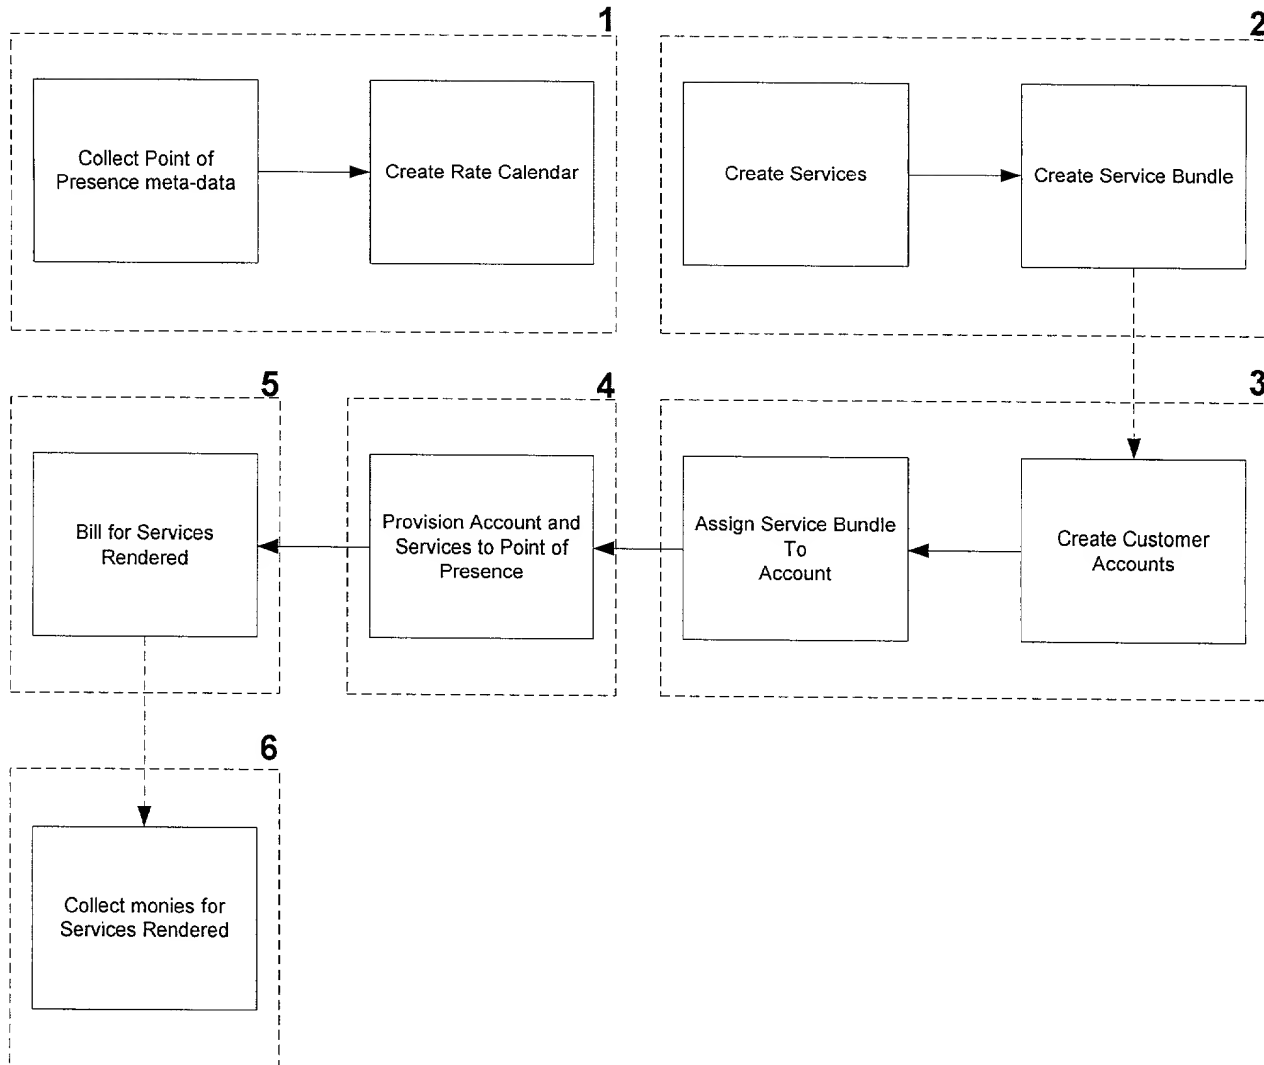 1
Collect Point of
Presence meta-data
Create Rate Calendar
2
Create Services
Create Service Bundle
3
Create Customer
Accounts
Assign Service Bundle
To
Account
4
Provision Account and
Services to Point of
Presence
5
Bill for Services
Rendered
6
Collect monies for
Services Rendered